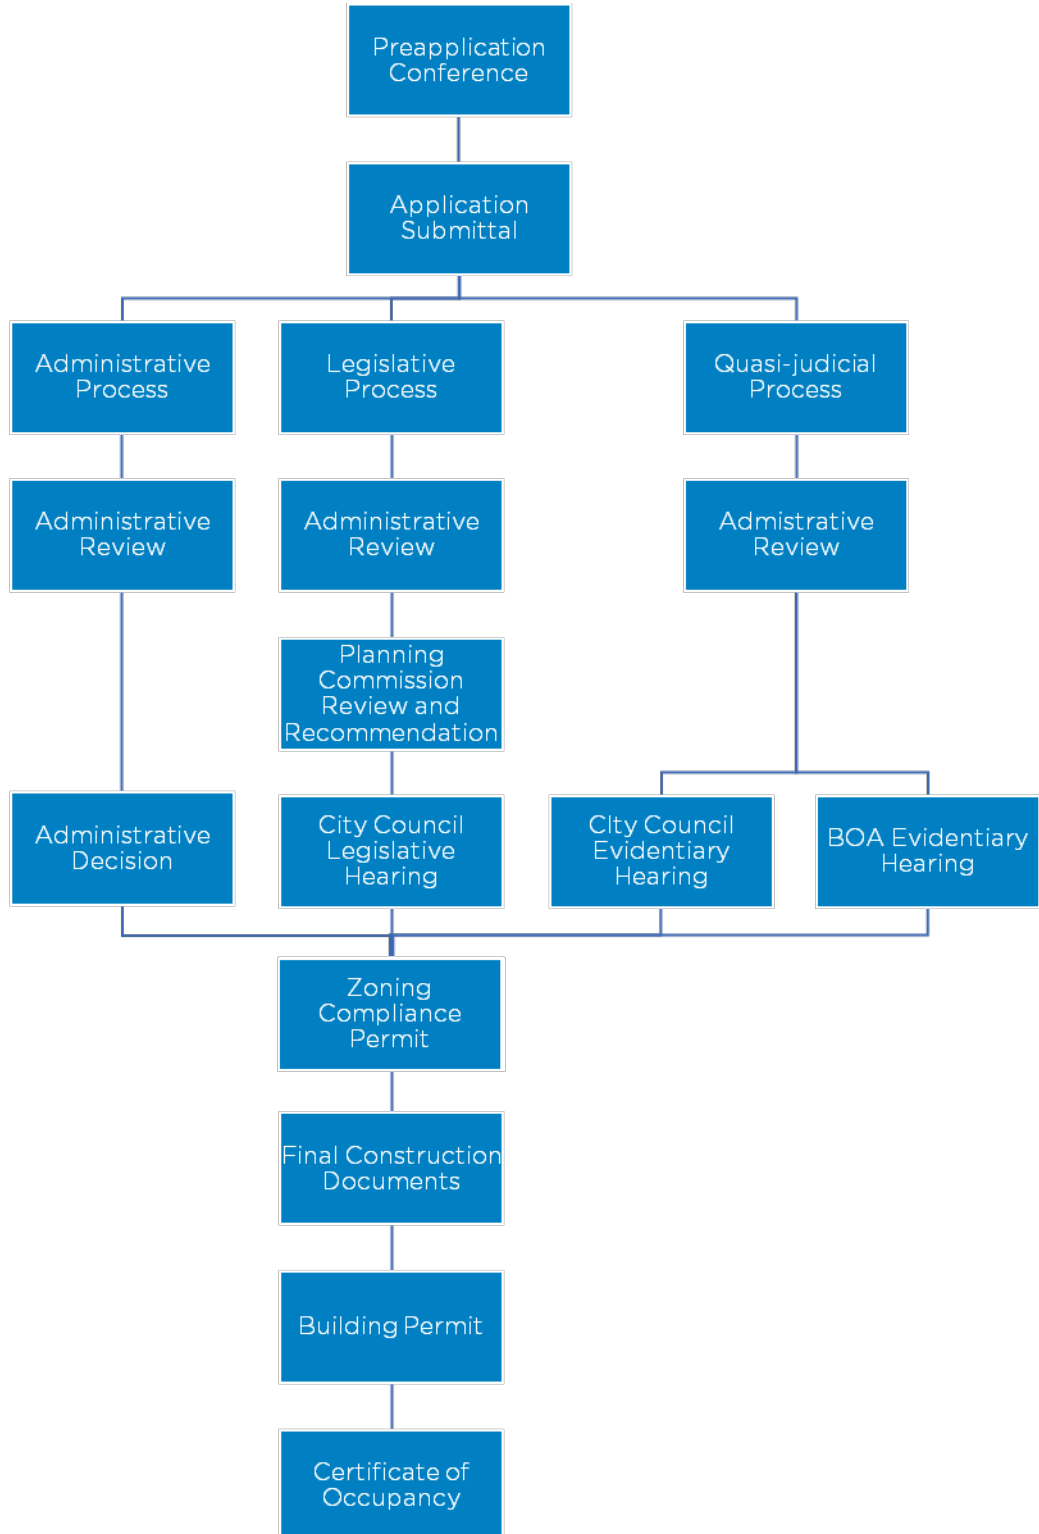 Preapplication
Conference
Application
Submittal
Administrative
Process
Legislative
Process
Quasi-judicial
Process
Administrative
Review
Administrative
Review
Admistrative
Review
Planning
Commission
Review and
Recommendation
Administrative
Decision
City Council
Legislative
Hearing
CIty Council
Evidentiary
Hearing
BOA Evidentiary
Hearing
Zoning
Compliance
Permit
Final Construction
Documents
Building Permit
Certificate of
Occupancy